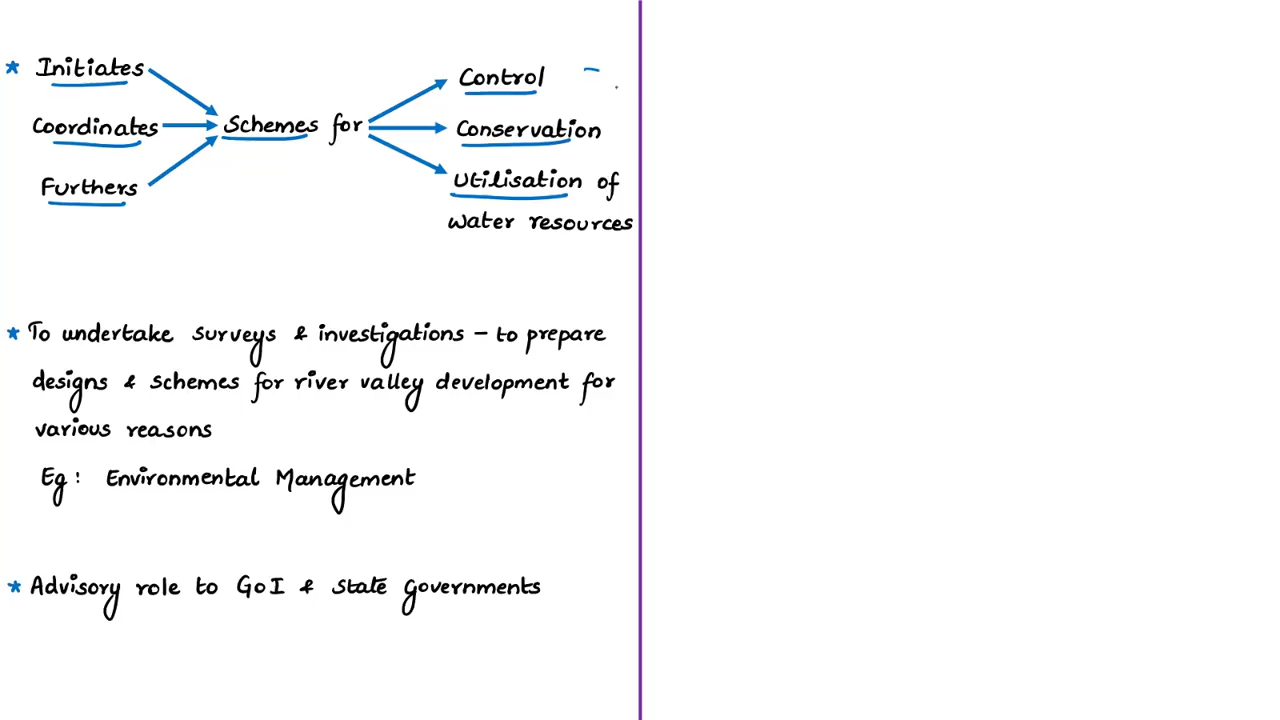 * Initiates
Coordinates
Furthers
Schemes for
Control
Conservation
Utilisation of
water resources
* To undertake surveys & investigations - to prepare
designs & schemes for river valley development for
various reasons
Eg : Environmental Management
* Advisory role to GoI & State Governments